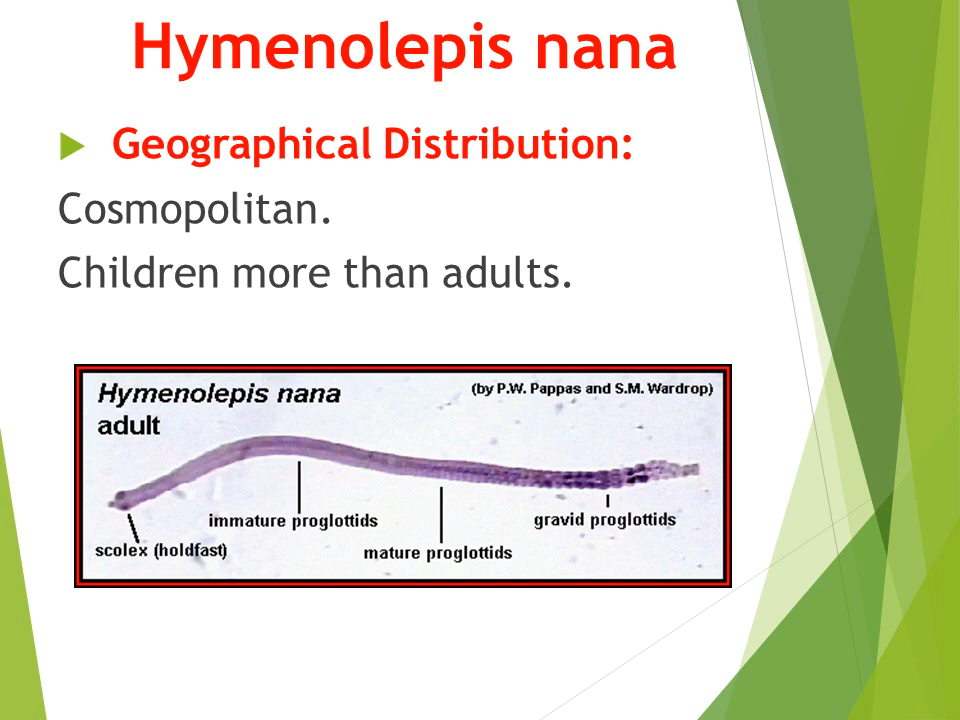 Hymenolepis nana
Geographical Distribution:
Cosmopolitan.
Children more than adults.
Hymenolepis nana
(by P.W. Pappas and S.M. Wardrop)
adult
immature proglottids
gravid proglottids
scolex (holdfast)
mature proglottids